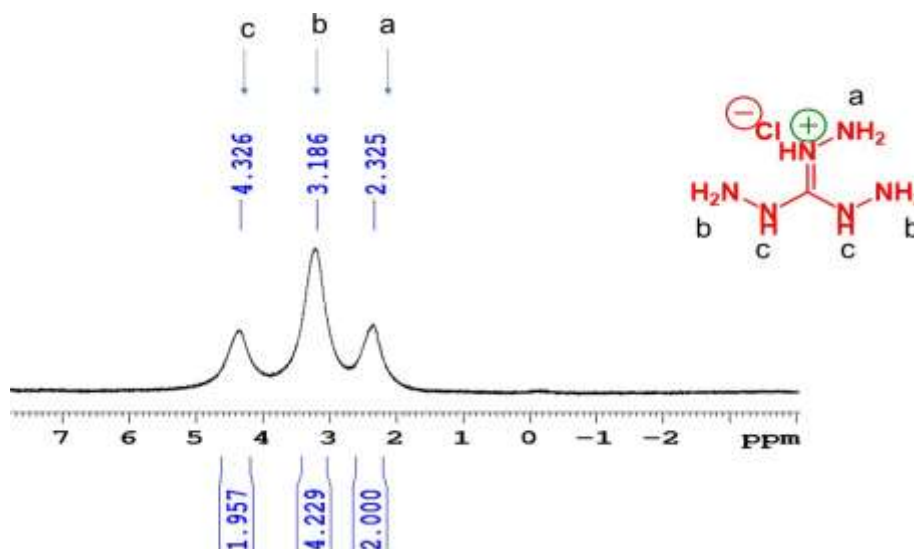 c b a
4.326
3.186
2.325
a
− Cl + HN NH₂
H₂N N H N H NH
b c c b
7 6 5 4 3 2 1 0 −1 −2 ppm
1.957
4.229
2.000